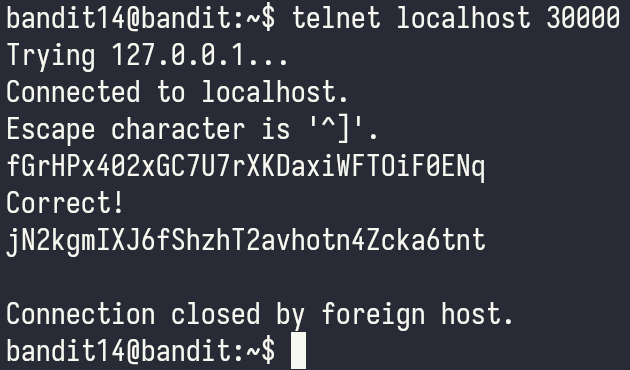 bandit14@bandit:~$ telnet localhost 30000
Trying 127.0.0.1...
Connected to localhost.
Escape character is '^]'.
fGrHPx402xGC7U7rXKDaxiWFTOiF0ENq
Correct!
jN2kgmIXJ6fShzhT2avhotn4Zcka6tnt

Connection closed by foreign host.
bandit14@bandit:~$